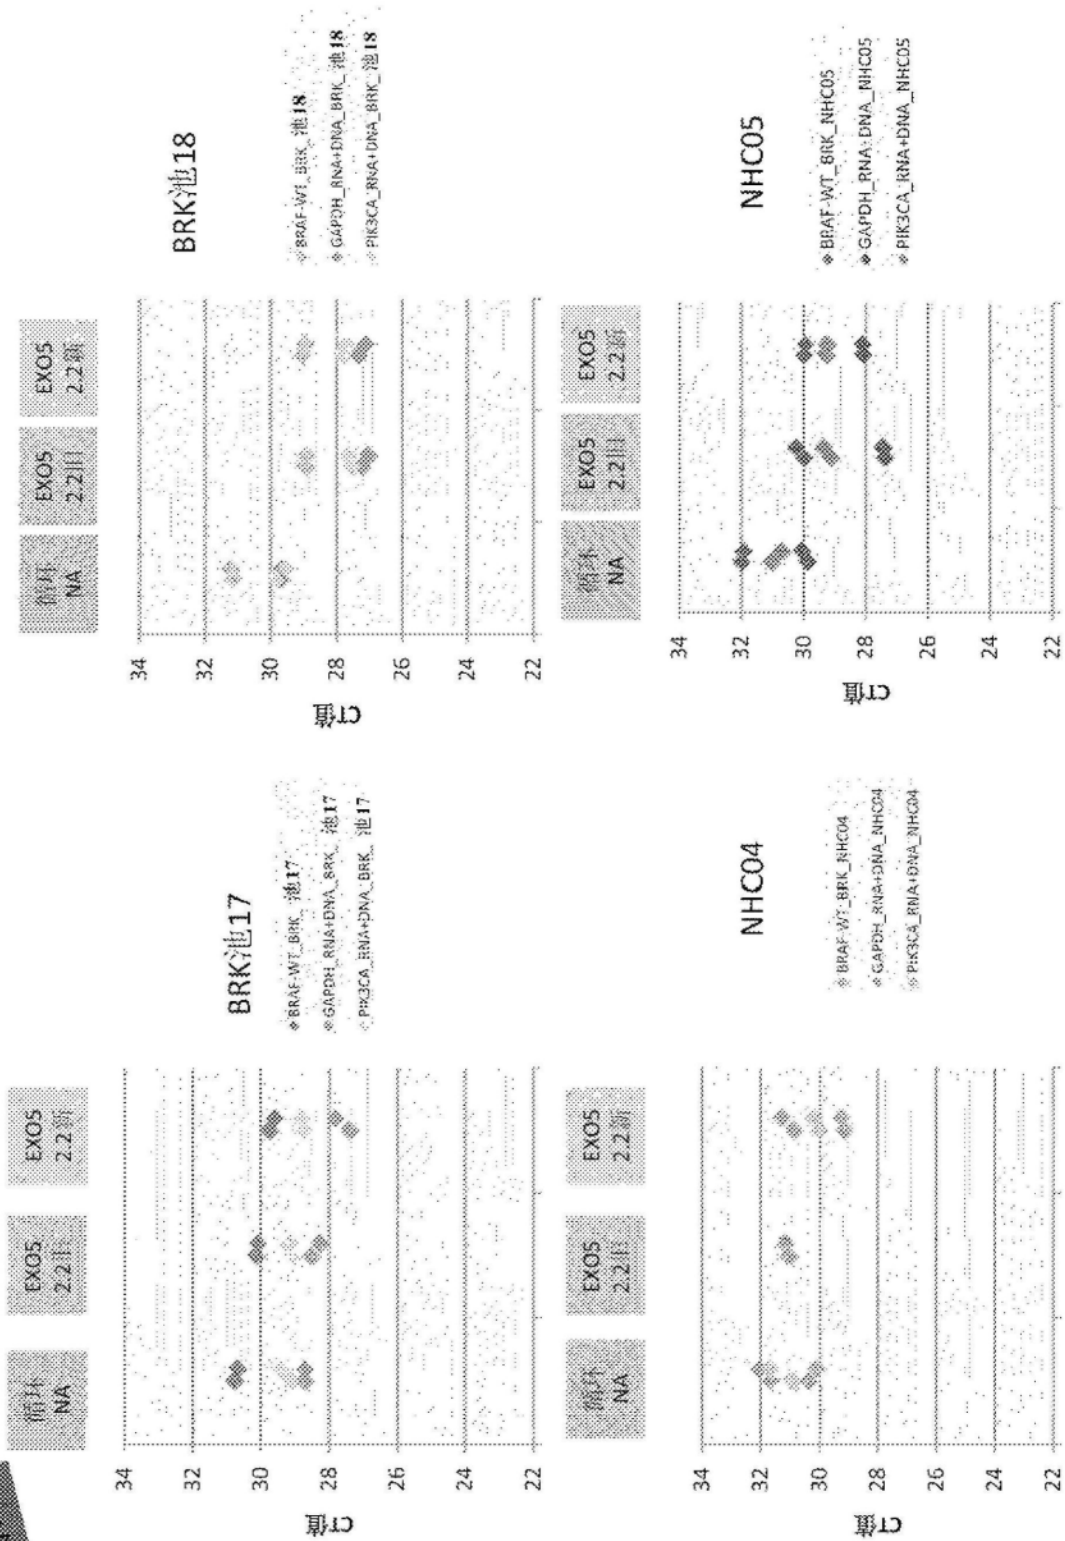 BRK池17
循环
NA
EXO5
2.2旧
EXO5
2.2新
CT值
34
32
30
28
26
24
22
BRAF-WT_BRK_池17
GAPDH_RNA+DNA_BRK_池17
PIK3CA_RNA+DNA_BRK_池17
BRK池18
循环
NA
EXO5
2.2旧
EXO5
2.2新
CT值
34
32
30
28
26
24
22
BRAF-WT_BRK_池18
GAPDH_RNA+DNA_BRK_池18
PIK3CA_RNA+DNA_BRK_池18
NHC04
循环
NA
EXO5
2.2旧
EXO5
2.2新
CT值
34
32
30
28
26
24
22
BRAF-WT_BRK_NHC04
GAPDH_RNA+DNA_NHC04
PIK3CA_RNA+DNA_NHC04
NHC05
循环
NA
EXO5
2.2旧
EXO5
2.2新
CT值
34
32
30
28
26
24
22
BRAF-WT_BRK_NHC05
GAPDH_RNA+DNA_NHC05
PIK3CA_RNA+DNA_NHC05